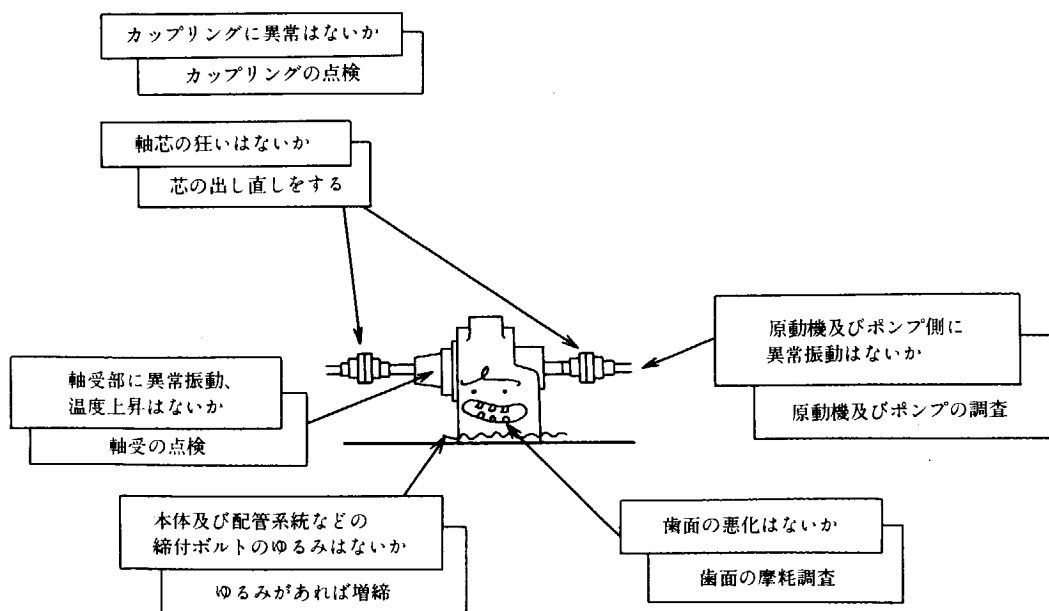 カップリングに異常はないか
カップリングの点検
軸芯の狂いはないか
芯の出し直しをする
原動機及びポンプ側に
異常振動はないか
原動機及びポンプの調査
軸受部に異常振動、
温度上昇はないか
軸受の点検
本体及び配管系統などの
締付ボルトのゆるみはないか
ゆるみがあれば増締
歯面の悪化はないか
歯面の摩耗調査